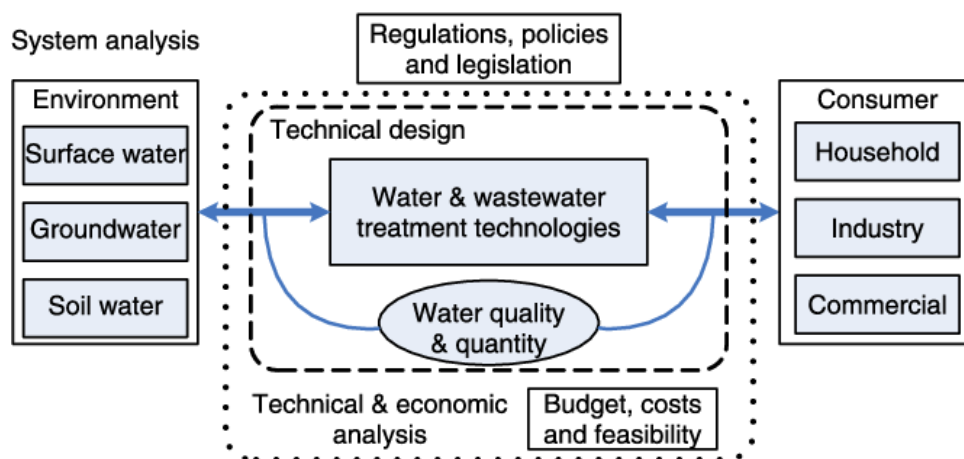 System analysis
Regulations, policies
and legislation
Environment
Surface water
Groundwater
Soil water
Technical design
Water & wastewater
treatment technologies
Water quality
& quantity
Technical & economic
analysis
Budget, costs
and feasibility
Consumer
Household
Industry
Commercial